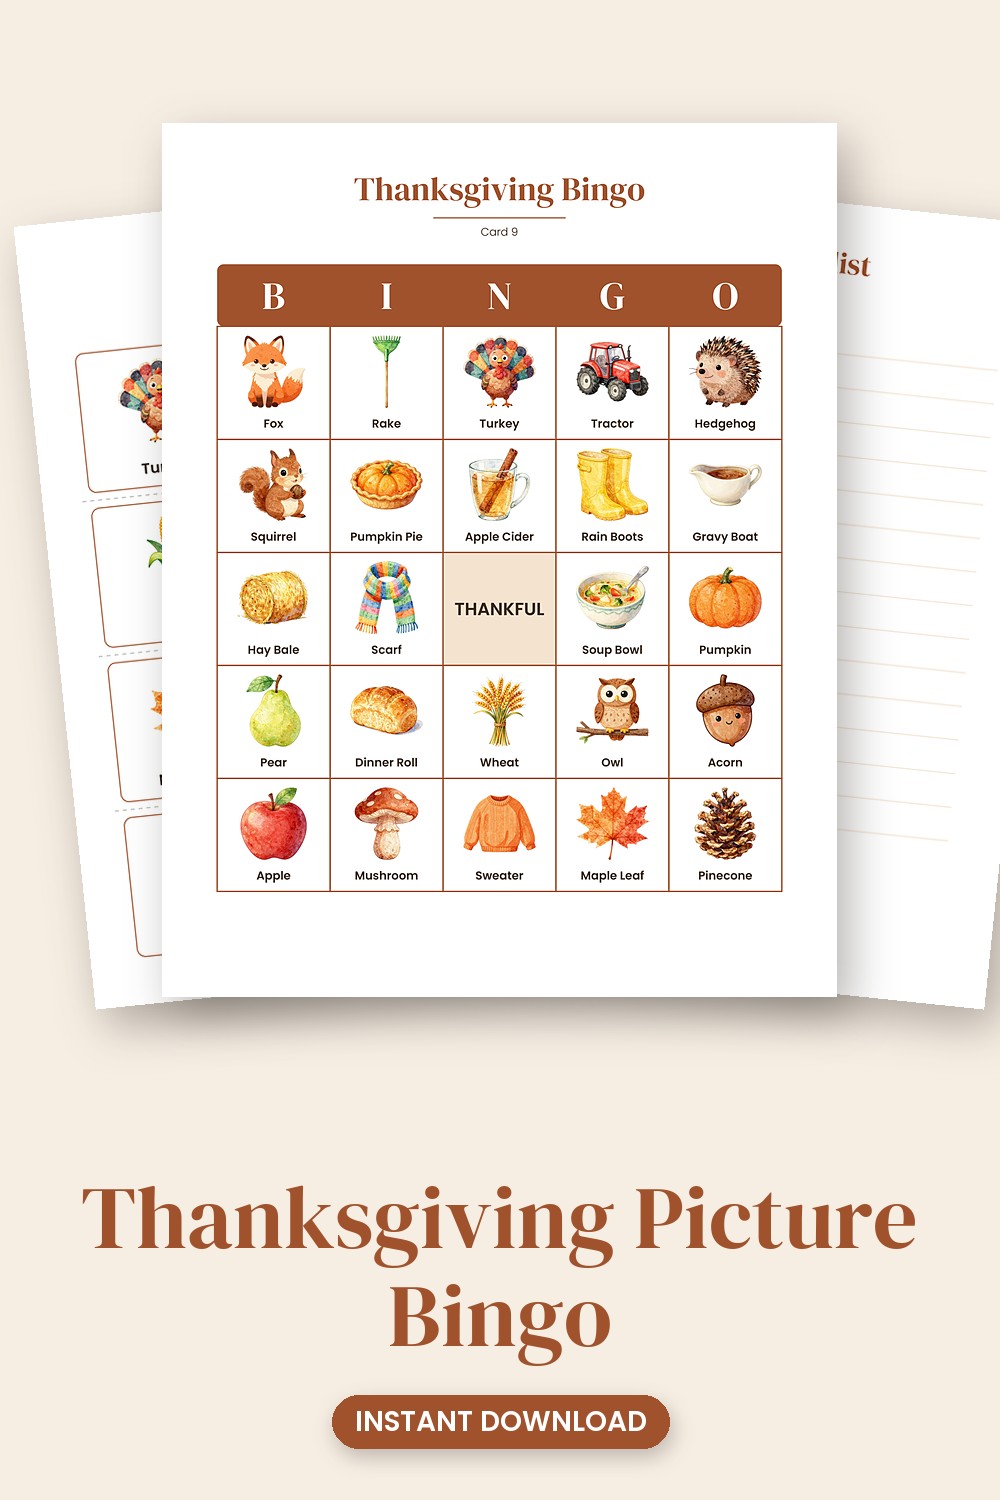 Thanksgiving Bingo
Card 9
B I N G O
Fox Rake Turkey Tractor Hedgehog
Squirrel Pumpkin Pie Apple Cider Rain Boots Gravy Boat
Hay Bale Scarf THANKFUL Soup Bowl Pumpkin
Pear Dinner Roll Wheat Owl Acorn
Apple Mushroom Sweater Maple Leaf Pinecone
Thanksgiving Picture
Bingo
INSTANT DOWNLOAD